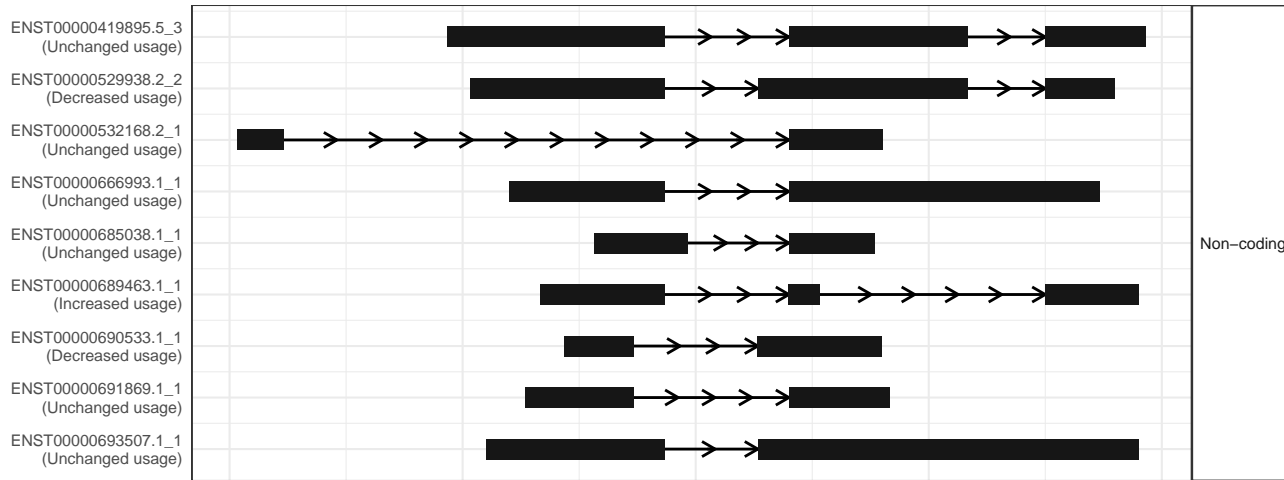 ENST00000419895.5_3
(Unchanged usage)
ENST00000529938.2_2
(Decreased usage)
ENST00000532168.2_1
(Unchanged usage)
ENST00000666993.1_1
(Unchanged usage)
ENST00000685038.1_1
(Unchanged usage)
ENST00000689463.1_1
(Increased usage)
ENST00000690533.1_1
(Decreased usage)
ENST00000691869.1_1
(Unchanged usage)
ENST00000693507.1_1
(Unchanged usage)
Non−coding